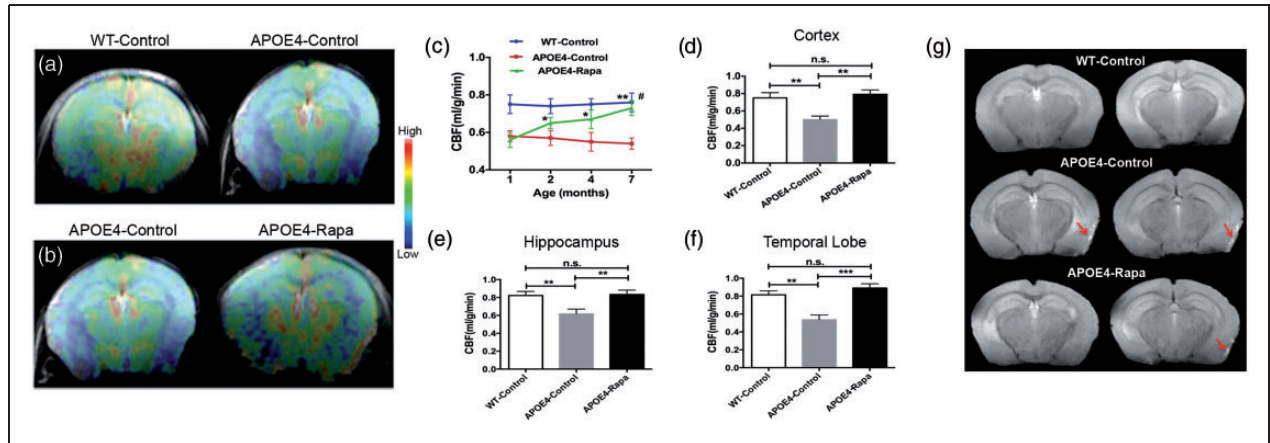 WT-Control
APOE4-Control
(a)
High
Low
APOE4-Control
APOE4-Rapa
(b)
(c)
WT-Control
APOE4-Control
APOE4-Rapa
CBF(ml/g/min)
0.4
0.6
0.8
1.0
* * ** #
1 2 4 7
Age (months)
(d)
Cortex
n.s.
** **
CBF(ml/g/min)
1.0
0.8
0.6
0.4
0.2
0.0
WT-Control
APOE4-Control
APOE4-Rapa
(e)
Hippocampus
n.s.
** **
CBF(ml/g/min)
1.0
0.8
0.6
0.4
0.2
0.0
WT-Control
APOE4-Control
APOE4-Rapa
(f)
Temporal Lobe
n.s.
** ***
CBF(ml/g/min)
1.0
0.8
0.6
0.4
0.2
0.0
WT-Control
APOE4-Control
APOE4-Rapa
(g)
WT-Control
APOE4-Control
APOE4-Rapa